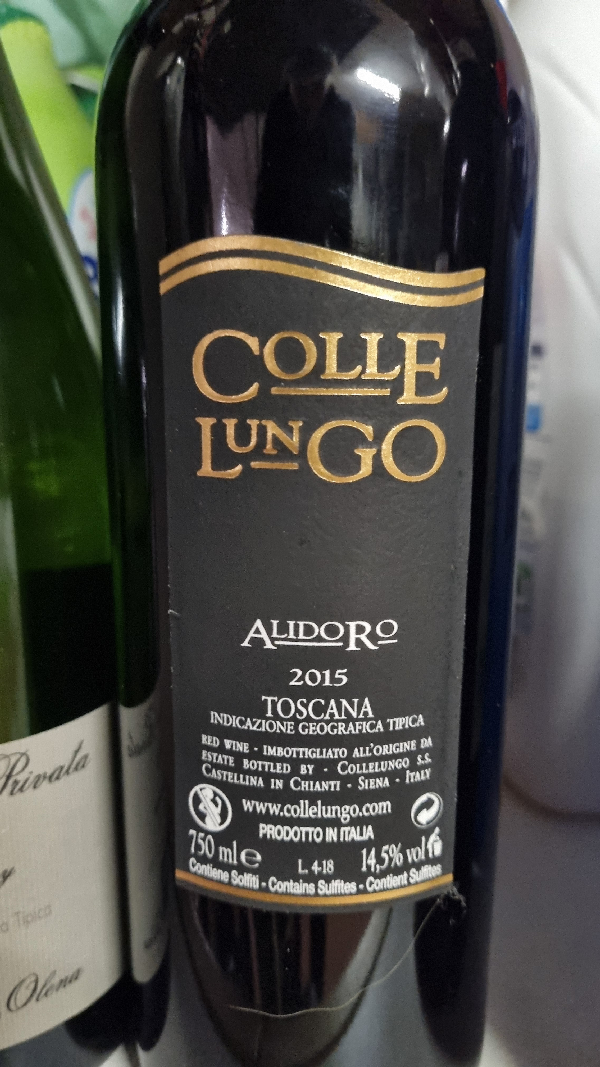 COLLE
LUNGO
ALIDORO
2015
TOSCANA
INDICAZIONE GEOGRAFICA TIPICA
RED WINE - IMBOTTIGLIATO ALL'ORIGINE DA
ESTATE BOTTLED BY - COLLELUNGO S.S.
CASTELLINA IN CHIANTI - SIENA - ITALY
www.collelungo.com
PRODOTTO IN ITALIA
750 ml e L. 4-18 14,5% vol
Contiene Solfiti - Contains Sulfites - Contient Sulfites
Privata
a Tipica
Olena